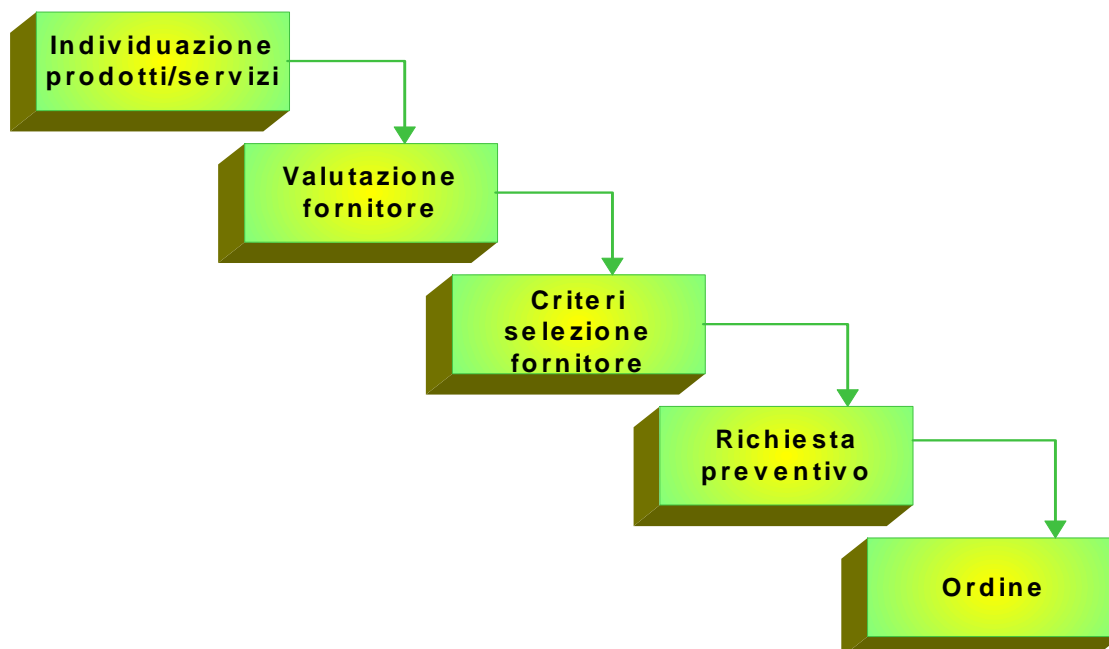 Individuazione
prodotti/servizi
Valutazione
fornitore
Criteri
selezione
fornitore
Richiesta
preventivo
Ordine